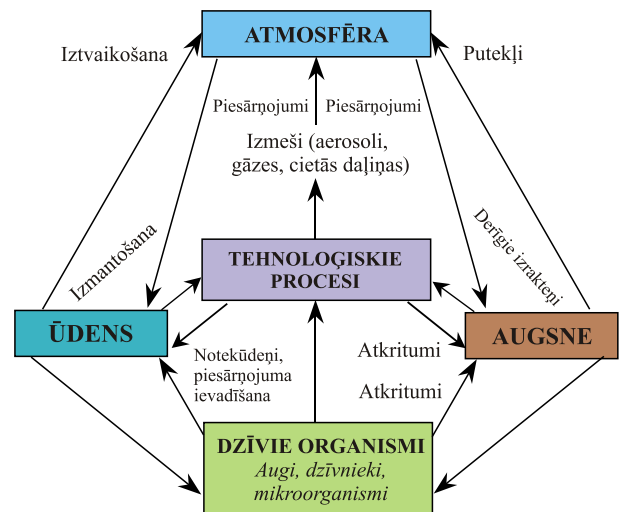 ATMOSFĒRA
Iztvaikošana
Putekļi
Piesārņojumi
Piesārņojumi
Izmeši (aerosoli,
gāzes, cietās daļiņas)
Izmantošana
Derīgie izrakteņi
TEHNOLOĢISKIE
PROCESI
ŪDENS
AUGSNE
Notekūdeņi,
piesārņojuma
ievadīšana
Atkritumi
Atkritumi
DZĪVIE ORGANISMI
Augi, dzīvnieki,
mikroorganismi